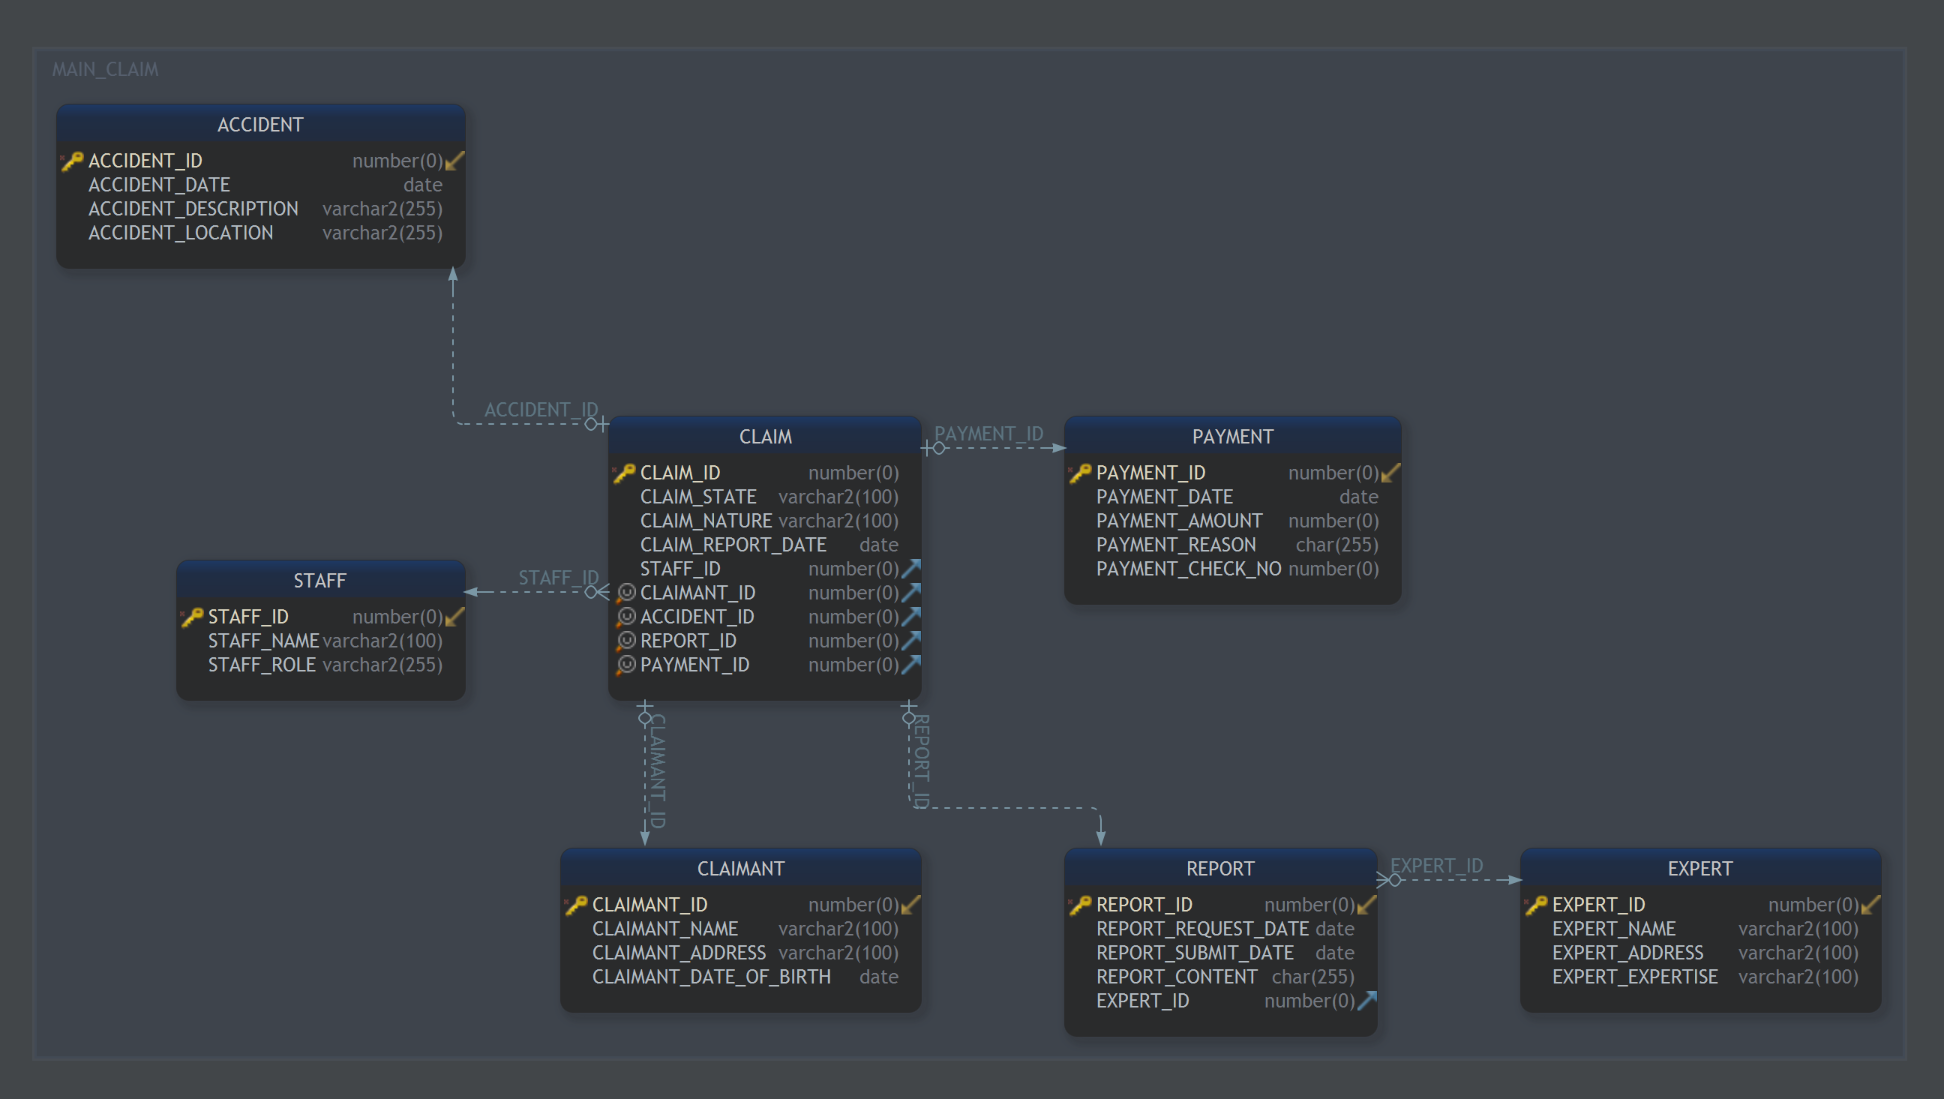 MAIN_CLAIM
ACCIDENT
ACCIDENT_ID number(0)
ACCIDENT_DATE date
ACCIDENT_DESCRIPTION varchar2(255)
ACCIDENT_LOCATION varchar2(255)
ACCIDENT_ID
CLAIM
CLAIM_ID number(0)
CLAIM_STATE varchar2(100)
CLAIM_NATURE varchar2(100)
CLAIM_REPORT_DATE date
STAFF_ID number(0)
CLAIMANT_ID number(0)
ACCIDENT_ID number(0)
REPORT_ID number(0)
PAYMENT_ID number(0)
PAYMENT_ID
PAYMENT
PAYMENT_ID number(0)
PAYMENT_DATE date
PAYMENT_AMOUNT number(0)
PAYMENT_REASON char(255)
PAYMENT_CHECK_NO number(0)
STAFF
STAFF_ID number(0)
STAFF_NAME varchar2(100)
STAFF_ROLE varchar2(255)
STAFF_ID
CLAIMANT_ID
REPORT_ID
CLAIMANT
CLAIMANT_ID number(0)
CLAIMANT_NAME varchar2(100)
CLAIMANT_ADDRESS varchar2(100)
CLAIMANT_DATE_OF_BIRTH date
REPORT
REPORT_ID number(0)
REPORT_REQUEST_DATE date
REPORT_SUBMIT_DATE date
REPORT_CONTENT char(255)
EXPERT_ID number(0)
EXPERT_ID
EXPERT
EXPERT_ID number(0)
EXPERT_NAME varchar2(100)
EXPERT_ADDRESS varchar2(100)
EXPERT_EXPERTISE varchar2(100)